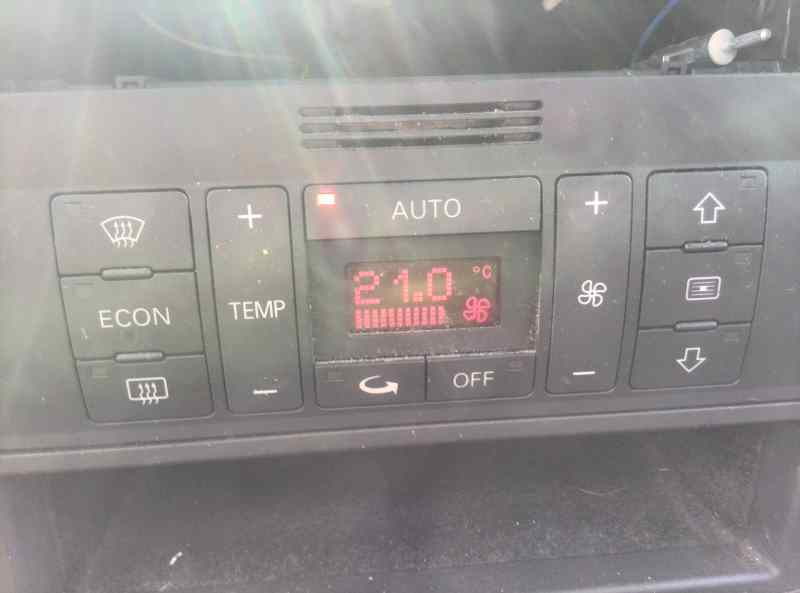 + AUTO +
21.0 °C
ECON TEMP
- OFF -